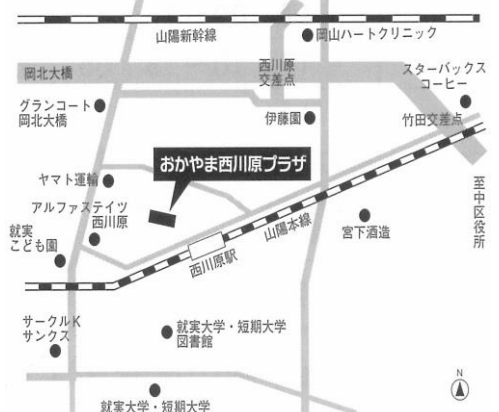 山陽新幹線
岡山ハートクリニック
岡北大橋
西川原
交差点
スターバックス
コーヒー
グランコート
岡北大橋
伊藤園
竹田交差点
おかやま西川原プラザ
ヤマト運輸
アルファステイツ
西川原
至中区役所
就実
こども園
山陽本線
宮下酒造
西川原駅
サークルK
サンクス
就実大学・短期大学
図書館
就実大学・短期大学
N